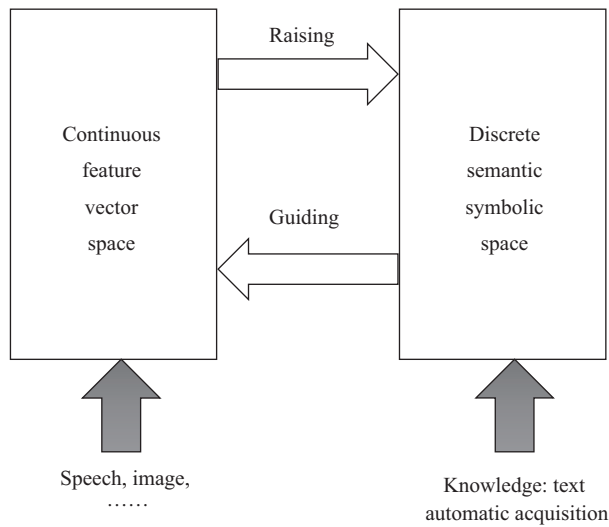 Raising
Continuous
feature
vector
space
Discrete
semantic
symbolic
space
Guiding
Speech, image,
……
Knowledge: text
automatic acquisition